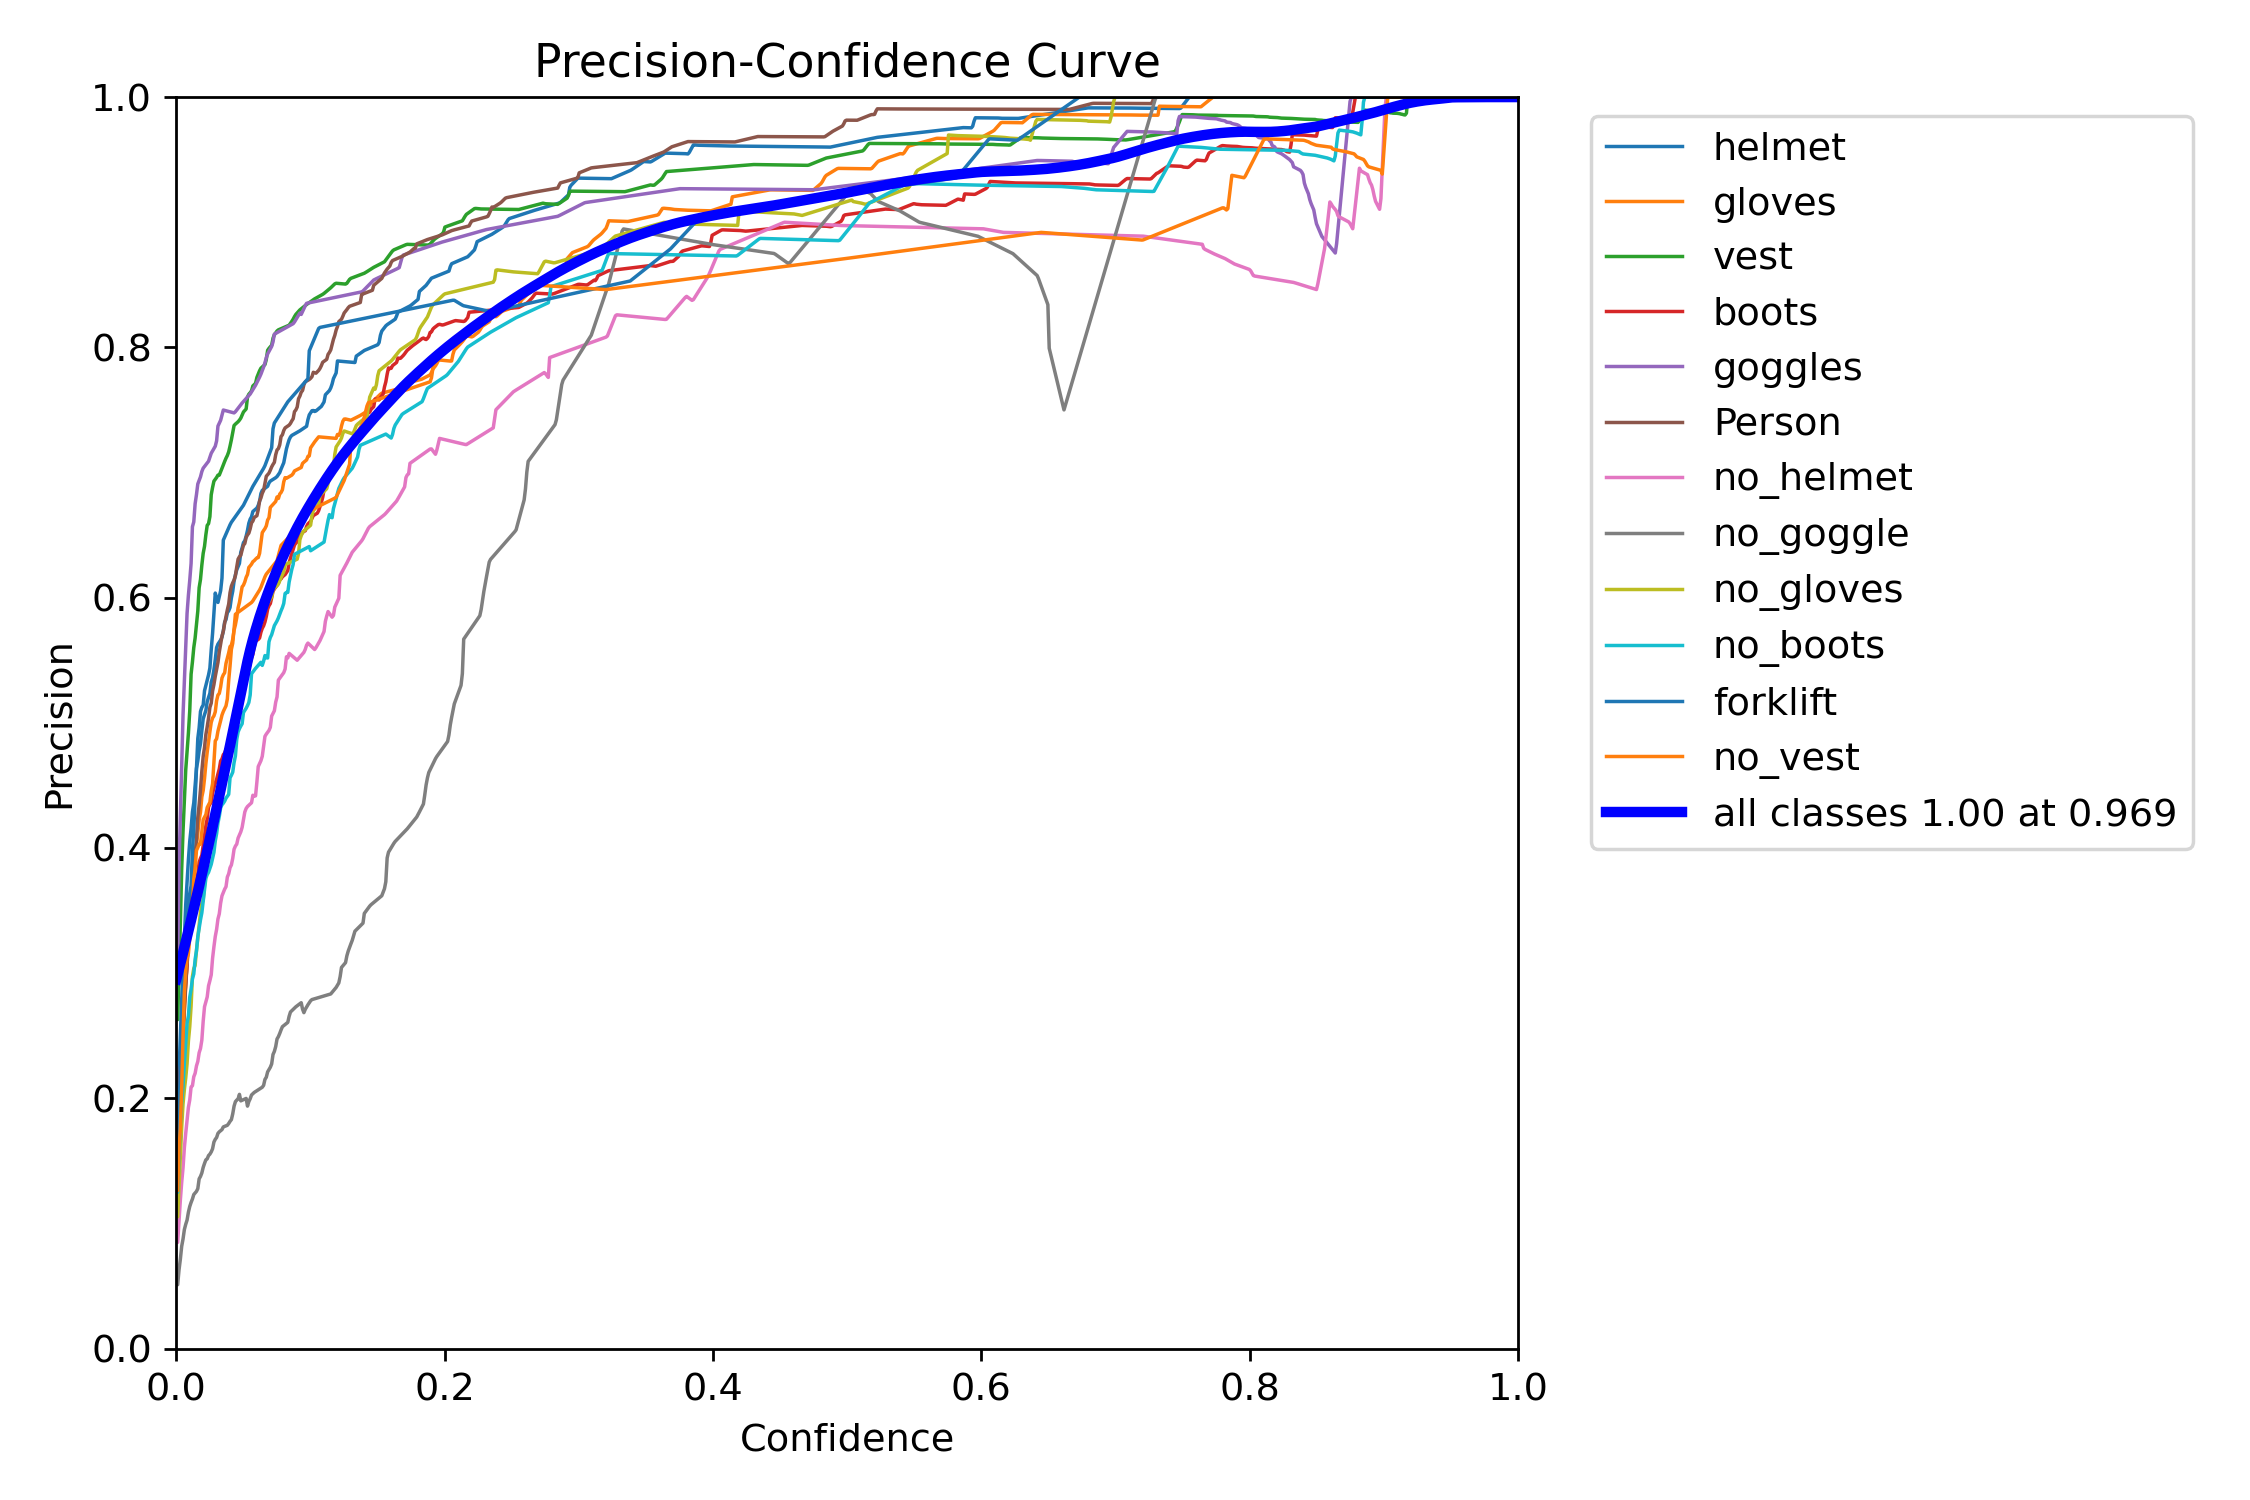 Precision-Confidence Curve
1.0
0.8
0.6
0.4
0.2
0.0
Precision
0.0 0.2 0.4 0.6 0.8 1.0
Confidence
helmet
gloves
vest
boots
goggles
Person
no_helmet
no_goggle
no_gloves
no_boots
forklift
no_vest
all classes 1.00 at 0.969